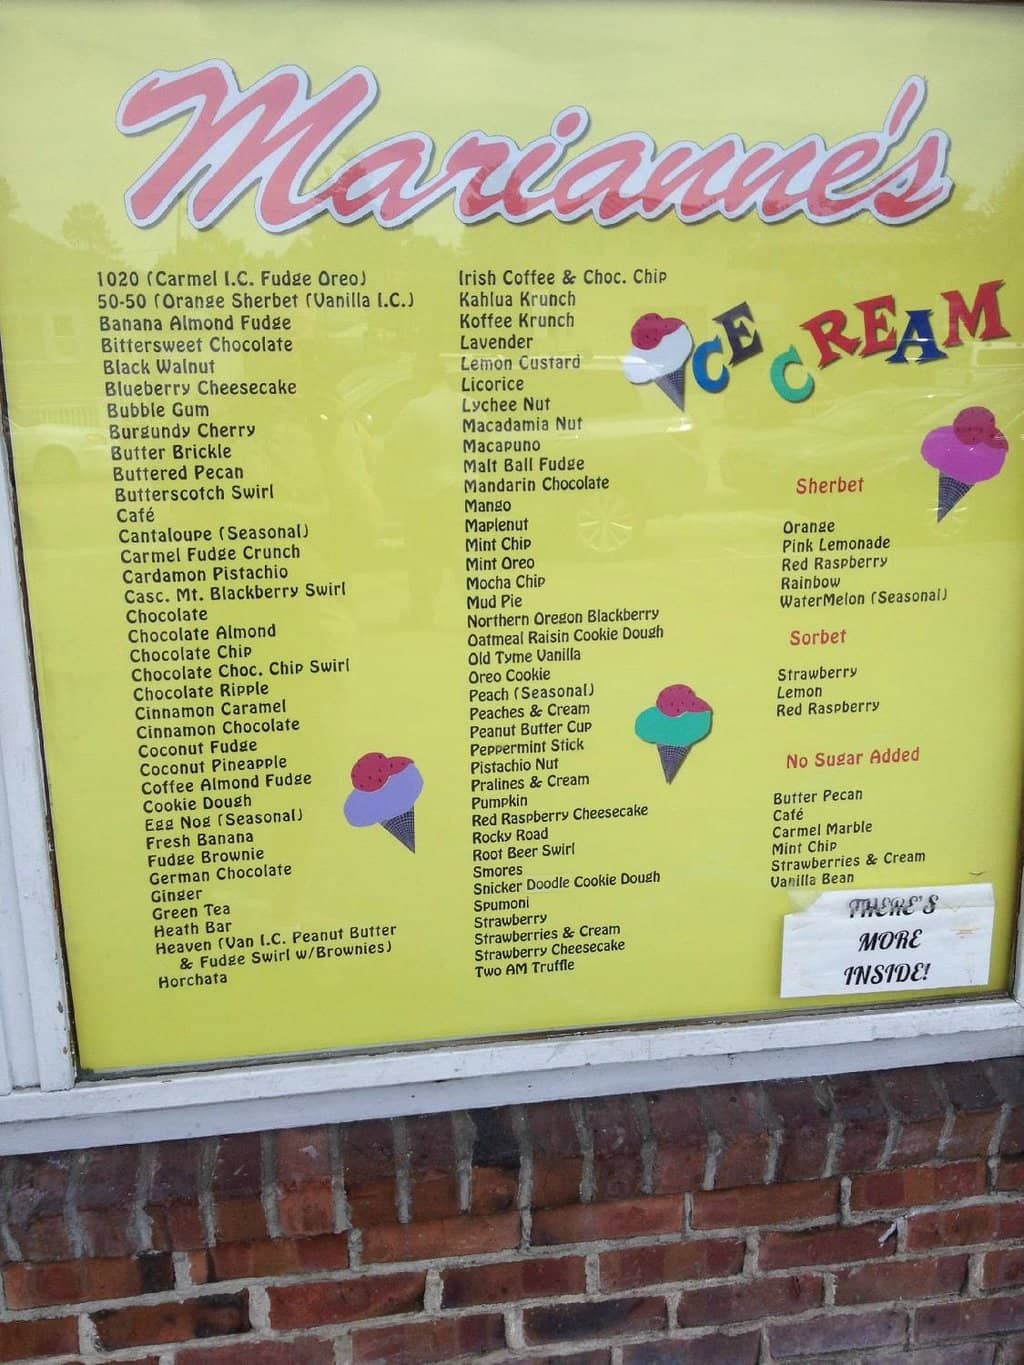 Marianne's
1020 (Carmel I.C. Fudge Oreo)
50-50 (Orange Sherbet (Vanilla I.C.)
Banana Almond Fudge
Bittersweet Chocolate
Black Walnut
Blueberry Cheesecake
Bubble Gum
Burgundy Cherry
Butter Brickle
Buttered Pecan
Butterscotch Swirl
Café
Cantaloupe (Seasonal)
Carmel Fudge Crunch
Cardamon Pistachio
Casc. Mt. Blackberry Swirl
Chocolate
Chocolate Almond
Chocolate Chip
Chocolate Choc. Chip Swirl
Chocolate Ripple
Cinnamon Caramel
Cinnamon Chocolate
Coconut Fudge
Coconut Pineapple
Coffee Almond Fudge
Cookie Dough
Egg Nog (Seasonal)
Fresh Banana
Fudge Brownie
German Chocolate
Ginger
Green Tea
Heath Bar
Heaven (Van I.C. Peanut Butter
& Fudge Swirl w/Brownies)
Horchata
Irish Coffee & Choc. Chip
Kahlua Krunch
Koffee Krunch
Lavender
Lemon Custard
Licorice
Lychee Nut
Macadamia Nut
Macapuno
Malt Ball Fudge
Mandarin Chocolate
Mango
Maplenut
Mint Chip
Mint Oreo
Mocha Chip
Mud Pie
Northern Oregon Blackberry
Oatmeal Raisin Cookie Dough
Old Tyme Vanilla
Oreo Cookie
Peach (Seasonal)
Peaches & Cream
Peanut Butter Cup
Peppermint Stick
Pistachio Nut
Pralines & Cream
Pumpkin
Red Raspberry Cheesecake
Rocky Road
Root Beer Swirl
Smores
Snicker Doodle Cookie Dough
Spumoni
Strawberry
Strawberries & Cream
Strawberry Cheesecake
Two AM Truffle
ICE CREAM
Sherbet
Orange
Pink Lemonade
Red Raspberry
Rainbow
WaterMelon (Seasonal)
Sorbet
Strawberry
Lemon
Red Raspberry
No Sugar Added
Butter Pecan
Café
Carmel Marble
Mint Chip
Strawberries & Cream
Vanilla Bean
THERE'S
MORE
INSIDE!